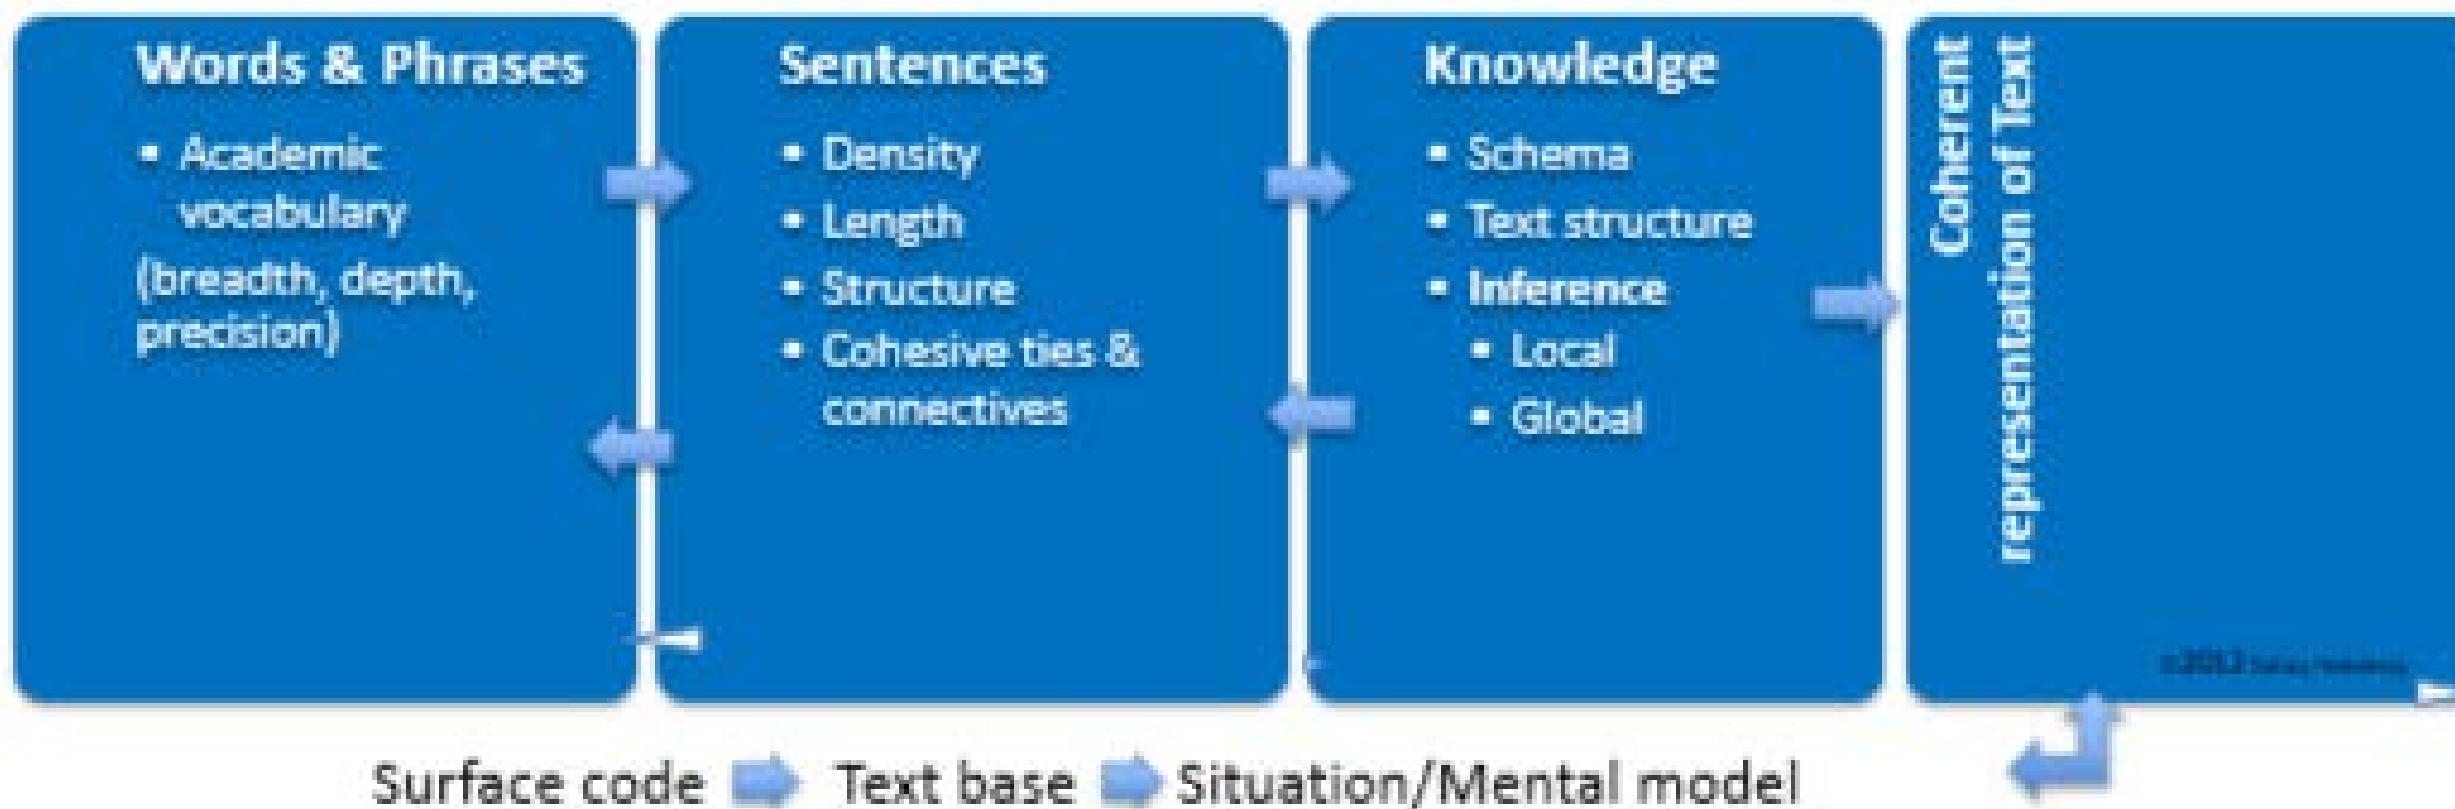 Words & Phrases
• Academic
vocabulary
(breadth, depth,
precision)
Sentences
• Density
• Length
• Structure
• Cohesive ties &
connectives
Knowledge
• Schema
• Text structure
• Inference
• Local
• Global
Coherent
representation of Text
©2012
Surface code
Text base
Situation/Mental model